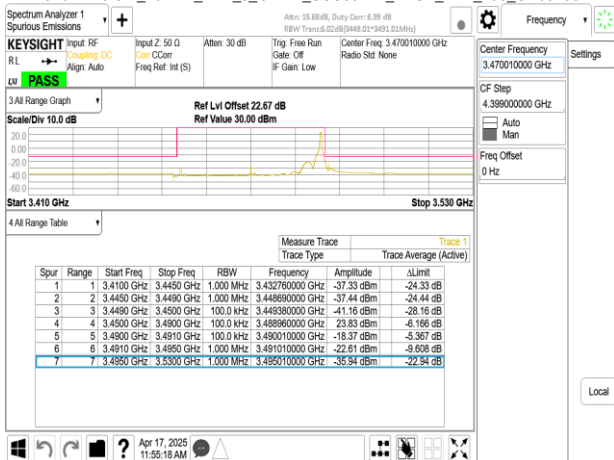 Spectrum Analyzer 1
Spurious Emissions
Attn: 15.68dB, Duty Corr: 6.99 dB
RBW Trans:6.02dB(3449.01~3491.01MHz)
Frequency
KEYSIGHT
RL
LXI
PASS
Input: RF
Coupling: DC
Align: Auto
Input Z: 50 Ω
Corr CCorr
Freq Ref: Int (S)
Atten: 30 dB
Trig: Free Run
Gate: Off
IF Gain: Low
Center Freq: 3.470010000 GHz
Radio Std: None
Center Frequency
3.470010000 GHz
Settings
CF Step
4.399000000 GHz
Auto
Man
Freq Offset
0 Hz
3 All Range Graph
Scale/Div 10.0 dB
Ref Lvl Offset 22.67 dB
Ref Value 30.00 dBm
20.0
0.00
-20.0
-40.0
-60.0
Start 3.410 GHz
Stop 3.530 GHz
4 All Range Table
Measure Trace Trace 1
Trace Type Trace Average (Active)
Spur Range Start Freq Stop Freq RBW Frequency Amplitude ΔLimit
1 1 3.4100 GHz 3.4450 GHz 1.000 MHz 3.432760000 GHz -37.33 dBm -24.33 dB
2 2 3.4450 GHz 3.4490 GHz 1.000 MHz 3.448690000 GHz -37.44 dBm -24.44 dB
3 3 3.4490 GHz 3.4500 GHz 100.0 kHz 3.449380000 GHz -41.16 dBm -28.16 dB
4 4 3.4500 GHz 3.4900 GHz 100.0 kHz 3.488960000 GHz 23.83 dBm -6.166 dB
5 5 3.4900 GHz 3.4910 GHz 100.0 kHz 3.490010000 GHz -18.37 dBm -5.367 dB
6 6 3.4910 GHz 3.4950 GHz 1.000 MHz 3.491010000 GHz -22.61 dBm -9.608 dB
7 7 3.4950 GHz 3.5300 GHz 1.000 MHz 3.495010000 GHz -35.94 dBm -22.94 dB
Local
Apr 17, 2025
11:55:18 AM